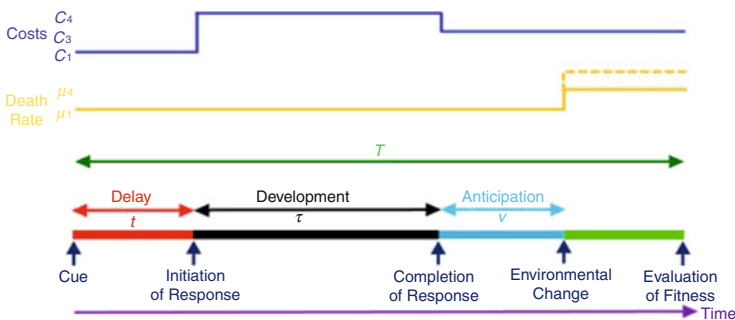 C₄
Costs C₃
C₁
μ₄
Death
Rate μ₁
T
Delay Development Anticipation
t τ v
Cue Initiation of Response Completion of Response Environmental Change Evaluation of Fitness
Time